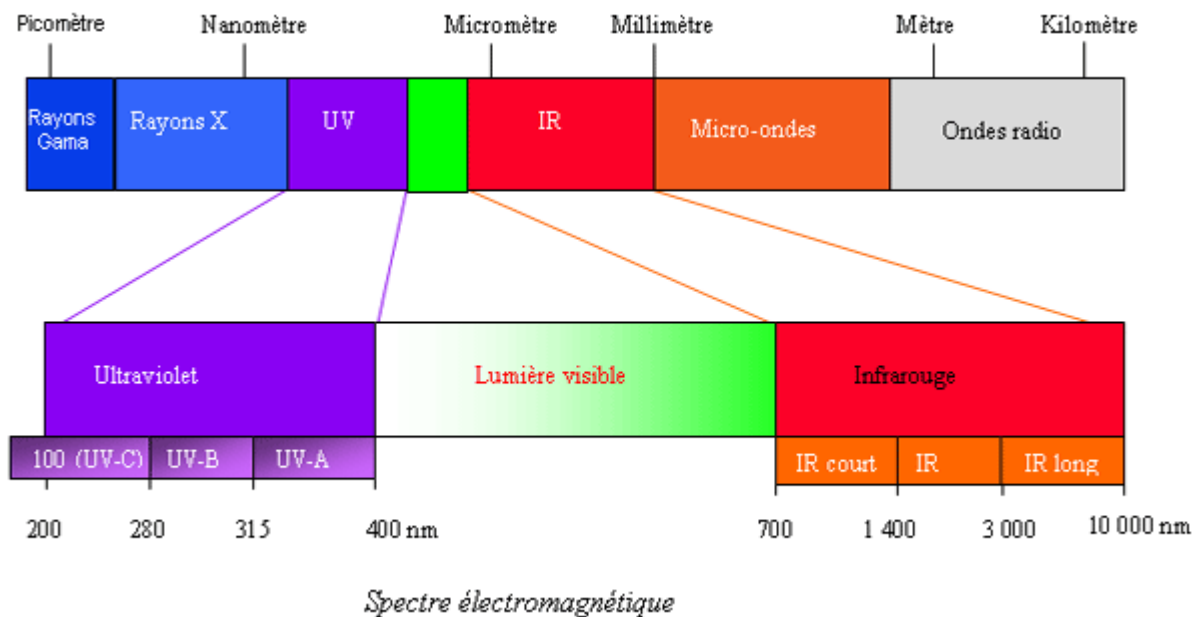 Picomètre Nanomètre Micromètre Millimètre Mètre Kilomètre
Rayons
Gama
Rayons X
UV
IR
Micro-ondes
Ondes radio
Ultraviolet
Lumière visible
Infrarouge
100 (UV-C) UV-B UV-A
IR court IR IR long
200 280 315 400 nm 700 1 400 3 000 10 000 nm
Spectre électromagnétique